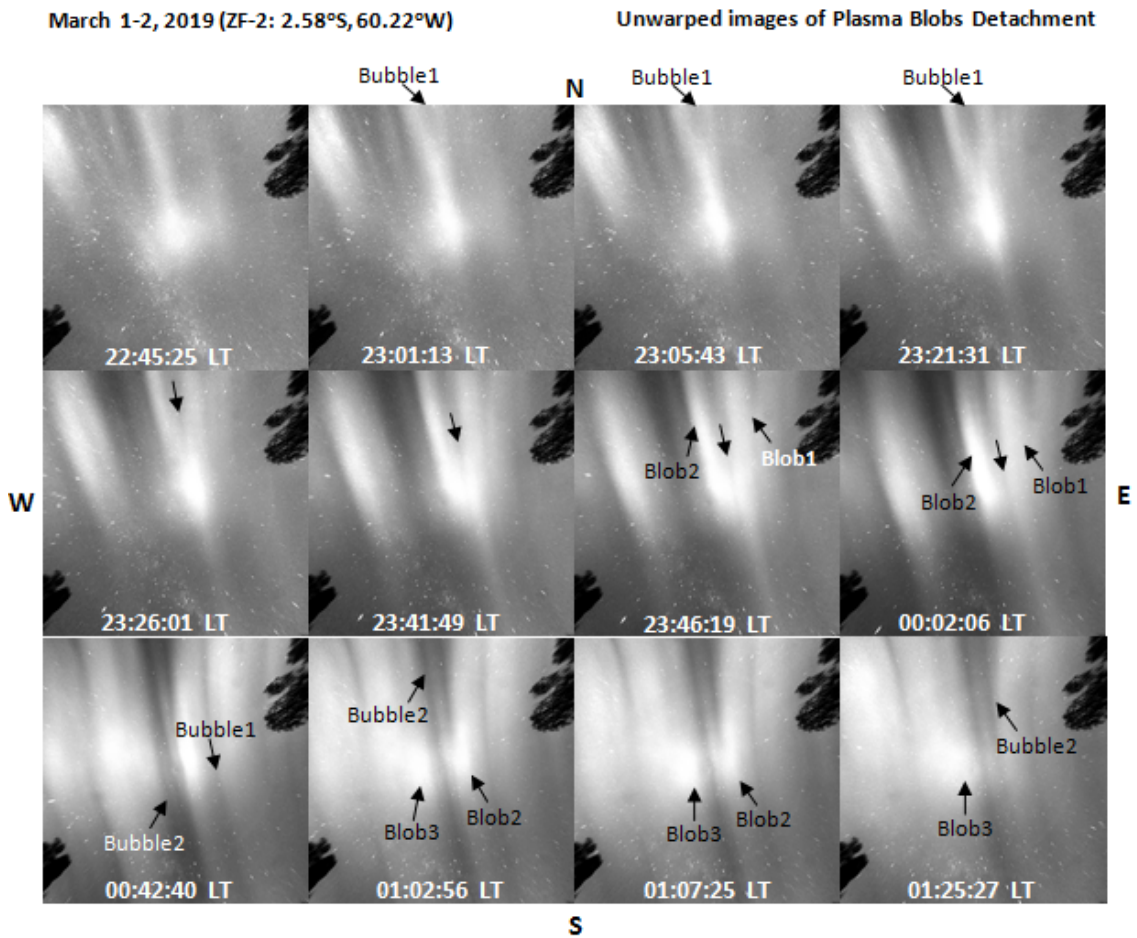 March 1-2, 2019 (ZF-2: 2.58°S, 60.22°W)
Unwarped images of Plasma Blobs Detachment
Bubble1
Bubble1
Bubble1
N
22:45:25 LT
23:01:13 LT
23:05:43 LT
23:21:31 LT
W
E
Blob2
Blob1
Blob2
Blob1
23:26:01 LT
23:41:49 LT
23:46:19 LT
00:02:06 LT
Bubble1
Bubble2
Bubble2
Blob3
Blob2
Blob3
Blob2
Bubble2
Blob3
00:42:40 LT
01:02:56 LT
01:07:25 LT
01:25:27 LT
S